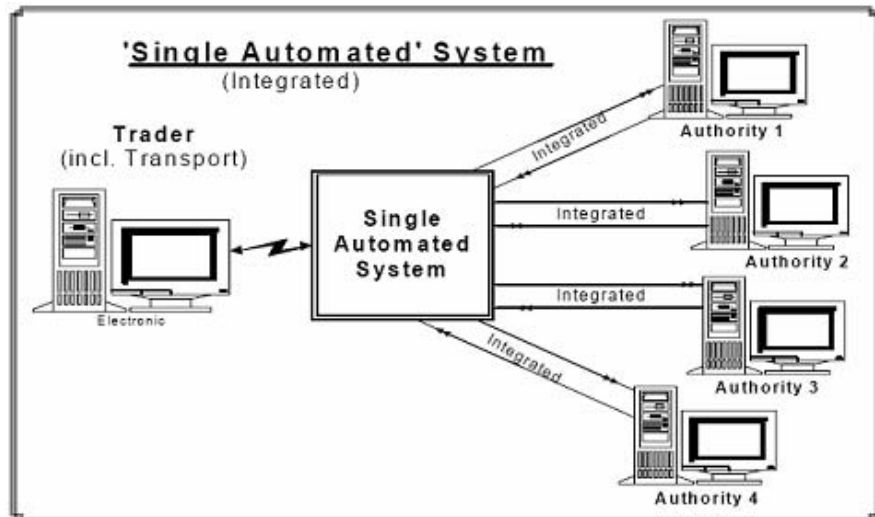 'Single Automated' System
(Integrated)
Trader
(incl. Transport)
Electronic
Single
Automated
System
Integrated
Authority 1
Integrated
Authority 2
Integrated
Authority 3
Integrated
Authority 4